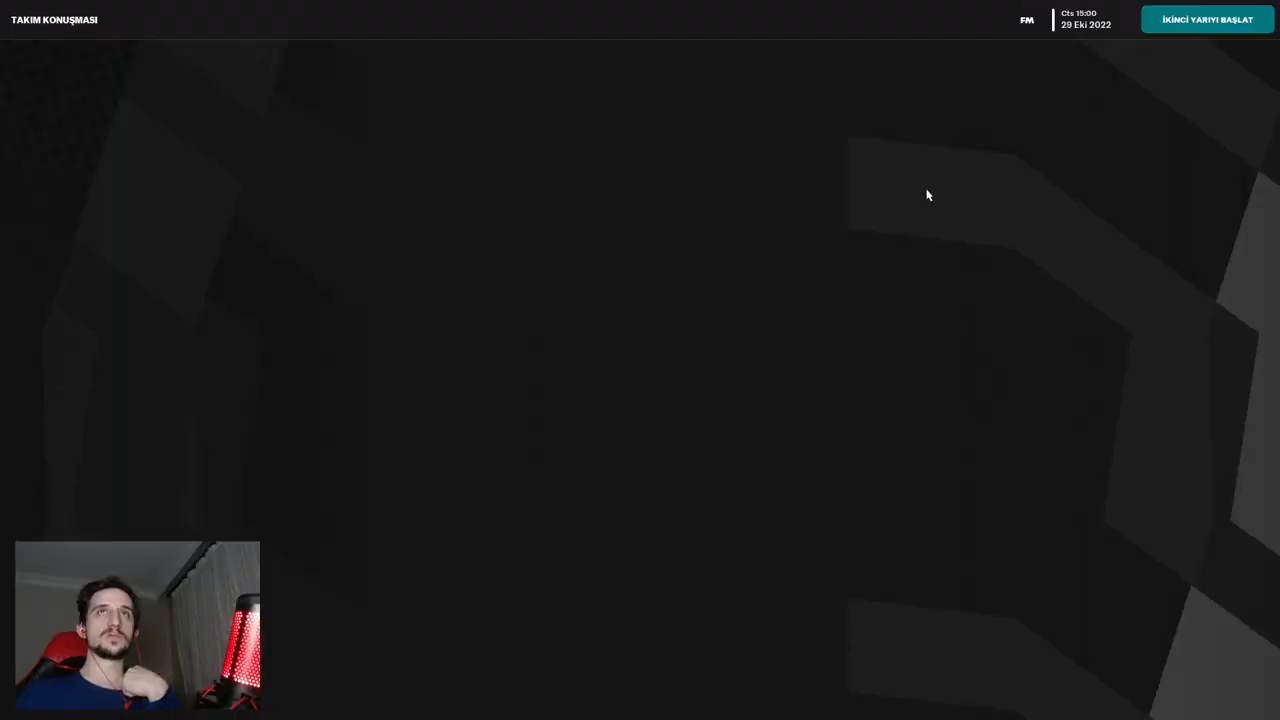 TAKIM KONUŞMASI
FM
Cts 15:00
29 Eki 2022
İKİNCİ YARIYI BAŞLAT